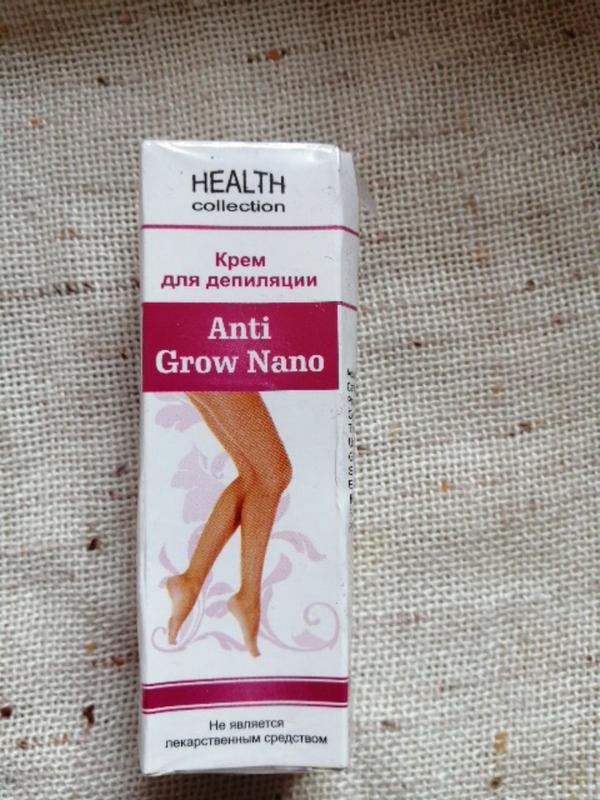 HEALTH
collection
Крем
для депиляции
Anti
Grow Nano
Не является
лекарственным средством